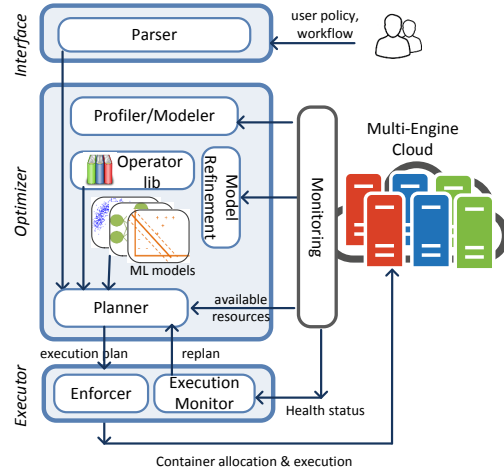 Interface
Parser
user policy,
workflow
Optimizer
Profiler/Modeler
Operator
lib
Model
Refinement
ML models
Planner
Monitoring
Multi-Engine
Cloud
available
resources
execution plan
replan
Executor
Enforcer
Execution
Monitor
Health status
Container allocation & execution